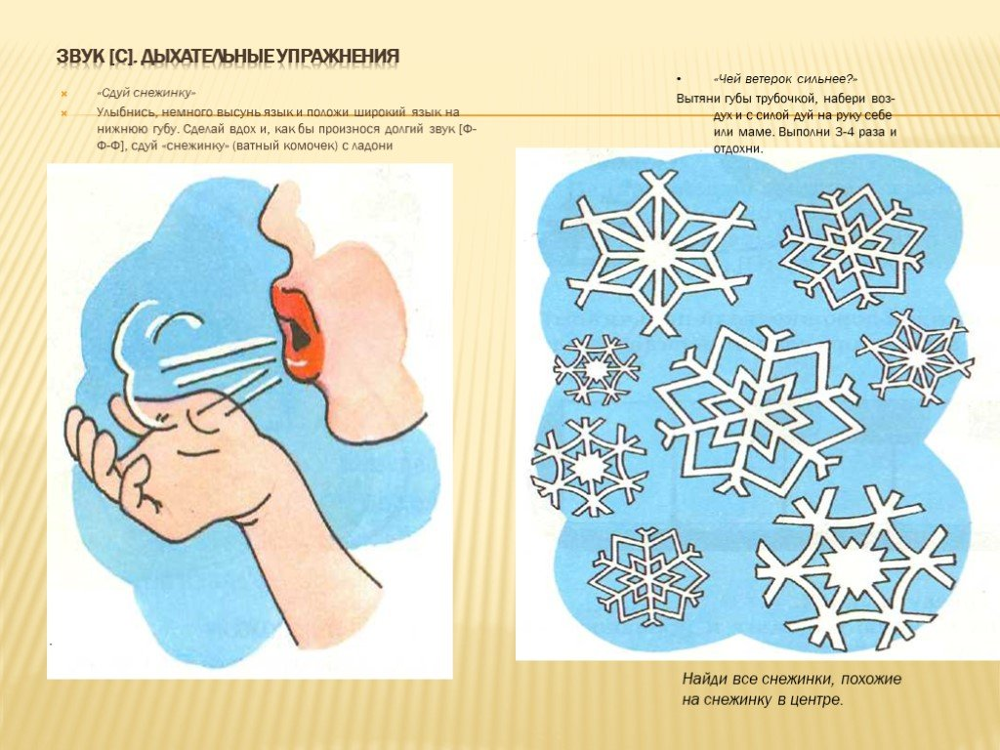 ЗВУК [С]. ДЫХАТЕЛЬНЫЕ УПРАЖНЕНИЯ
«Сдуй снежинку»
Улыбнись, немного высунь язык и положи широкий язык на
нижнюю губу. Сделай вдох и, как бы произнося долгий звук [Ф-
Ф-Ф], сдуй «снежинку» (ватный комочек) с ладони
«Чей ветерок сильнее?»
Вытяни губы трубочкой, набери воз-
дух и с силой дуй на руку себе
или маме. Выполни 3-4 раза и
отдохни.
Найди все снежинки, похожие
на снежинку в центре.